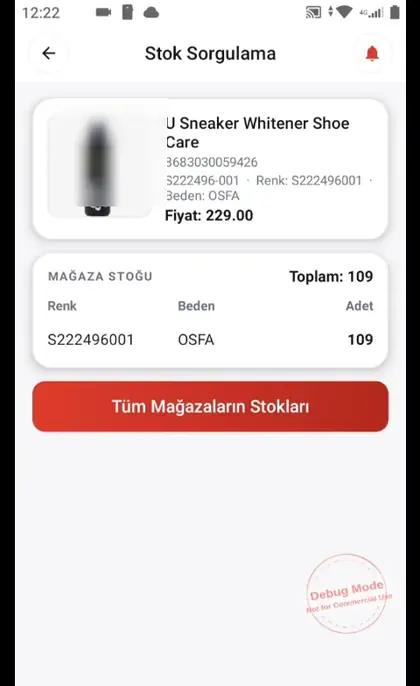 12:22
4G
Stok Sorgulama
U Sneaker Whitener Shoe
Care
8683030059426
S222496-001 · Renk: S222496001 ·
Beden: OSFA
Fiyat: 229.00
MAĞAZA STOĞU Toplam: 109
Renk Beden Adet
S222496001 OSFA 109
Tüm Mağazaların Stokları
Debug Mode
Not for Commercial Use